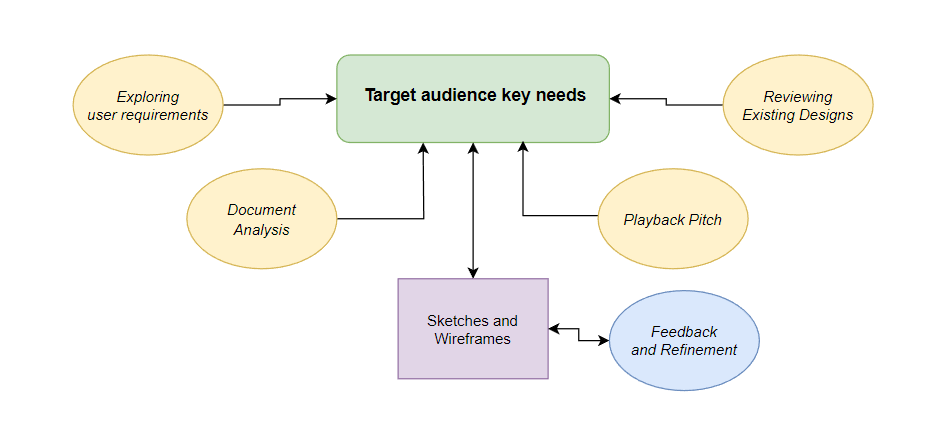 Exploring
user requirements
Target audience key needs
Reviewing
Existing Designs
Document
Analysis
Playback Pitch
Sketches and
Wireframes
Feedback
and Refinement